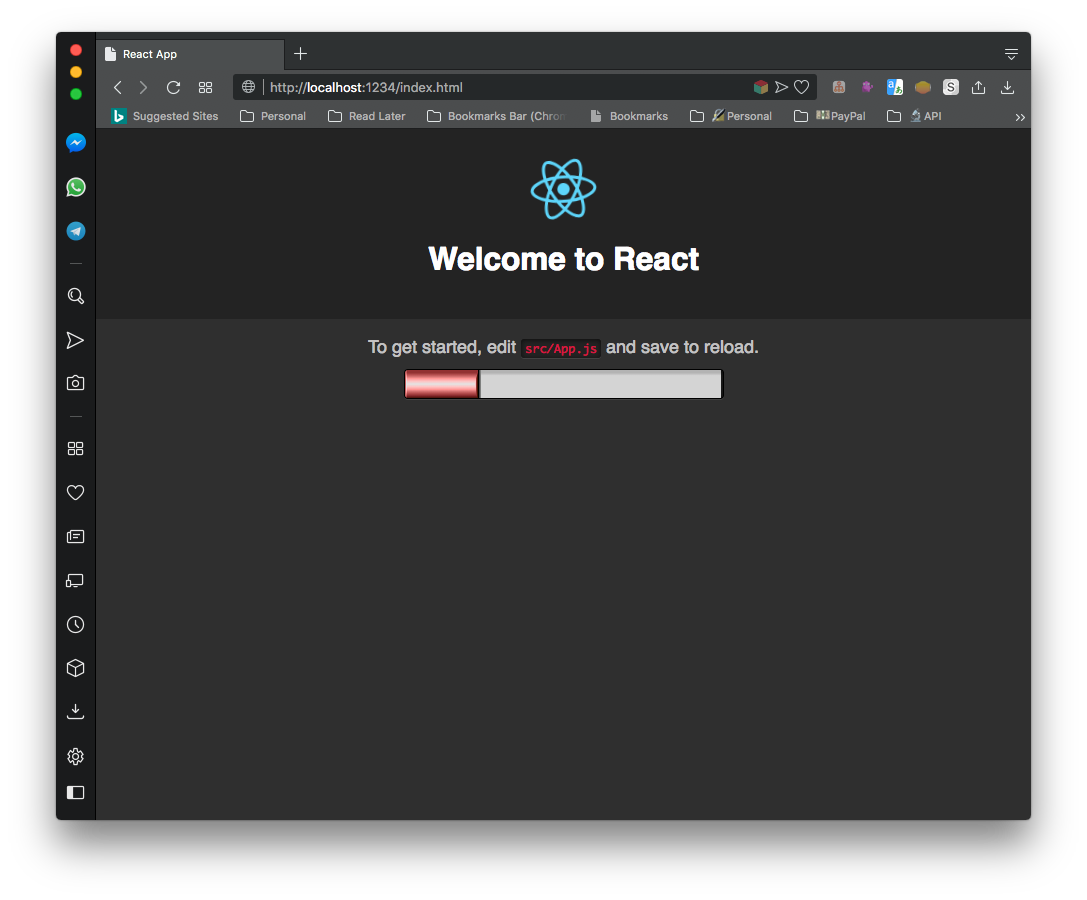 React App
http://localhost:1234/index.html
S
Suggested Sites Personal Read Later Bookmarks Bar (Chron Bookmarks Personal PayPal API
Welcome to React
To get started, edit src/App.js and save to reload.